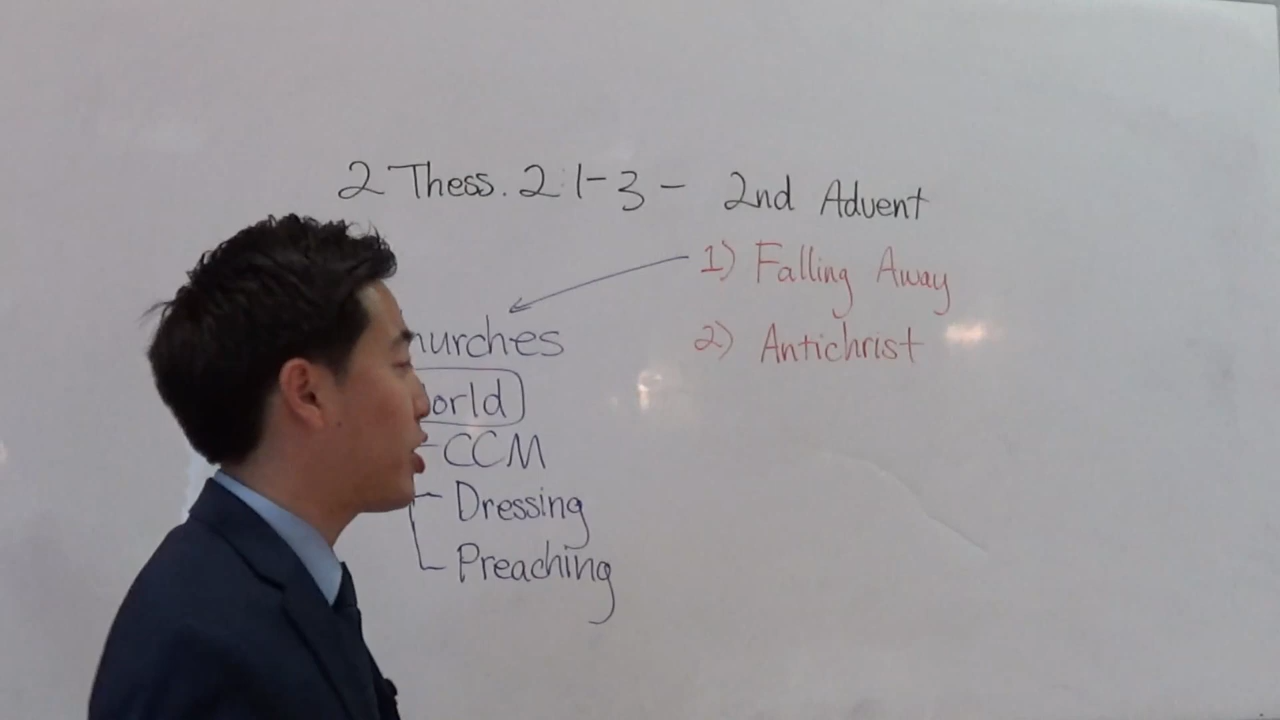 2 Thess. 2:1-3 - 2nd Advent
1) Falling Away
2) Antichrist
hurches
orld
- CCM
- Dressing
- Preaching